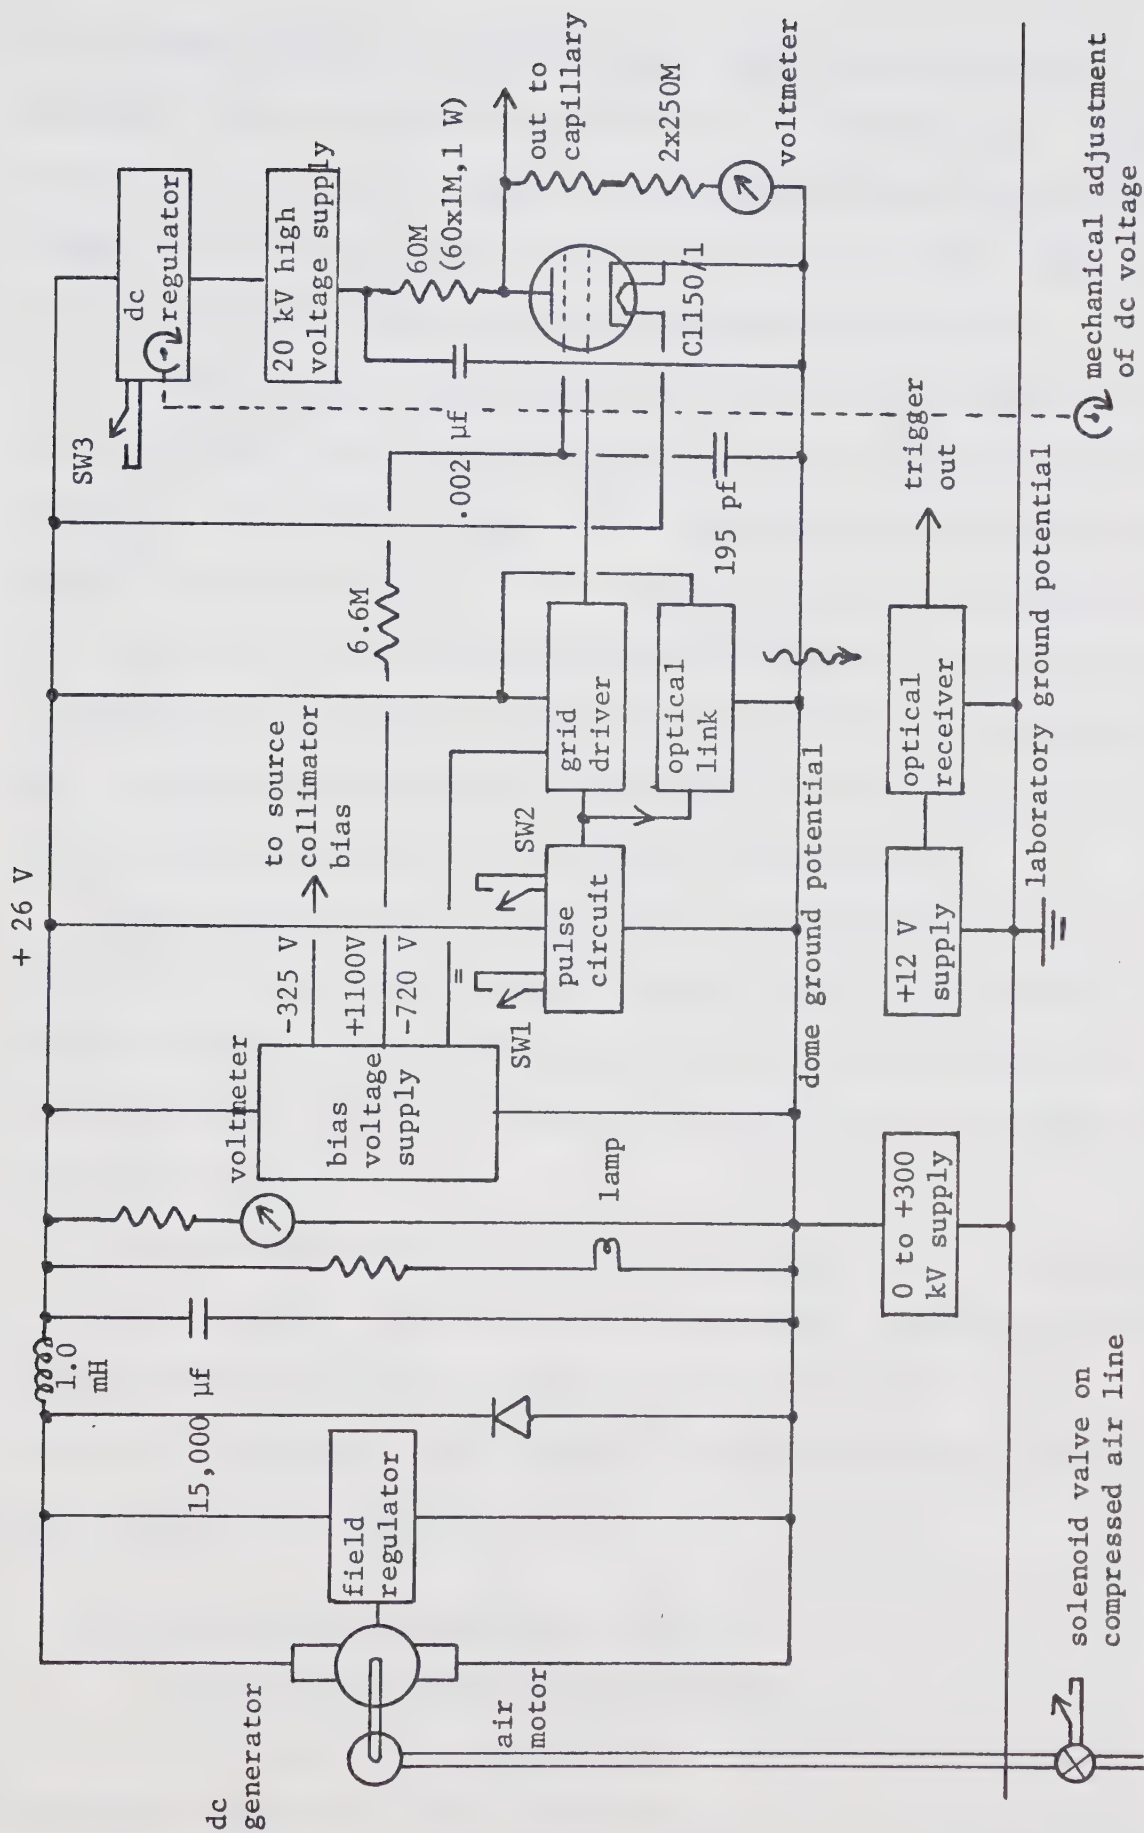 + 26 V
dc
generator
air
motor
field
regulator
15,000 µf
1.0
mH
lamp
voltmeter
bias
voltage
supply
-325 V
+1100V
-720 V
=
to source
collimator
bias
SW1
SW2
pulse
circuit
grid
driver
optical
link
6.6M
195 pf
.002 µf
SW3
dc
regulator
20 kV high
voltage supply
60M
(60x1M,1 W)
C1150/1
out to
capillary
2x250M
voltmeter
dome ground potential
0 to +300
kV supply
+12 V
supply
optical
receiver
trigger
out
laboratory ground potential
solenoid valve on
compressed air line
mechanical adjustment
of dc voltage